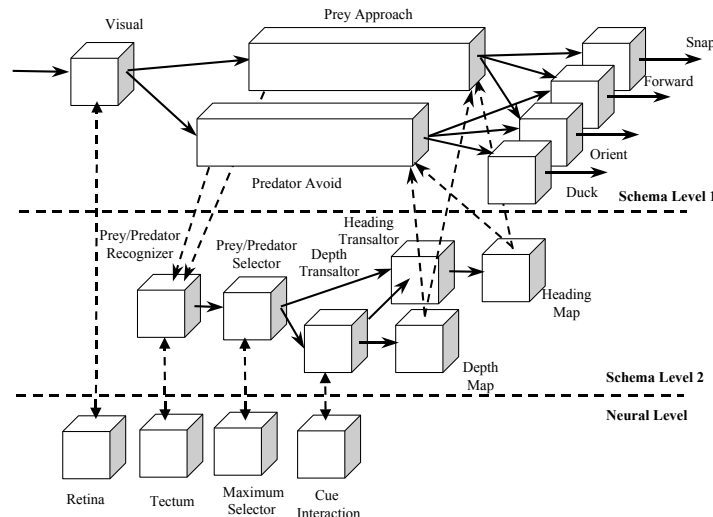 Visual
Prey Approach
Snap
Forward
Orient
Duck
Predator Avoid
Schema Level 1
Prey/Predator
Recognizer
Prey/Predator
Selector
Depth
Transaltor
Heading
Transaltor
Heading
Map
Depth
Map
Schema Level 2
Neural Level
Retina
Tectum
Maximum
Selector
Cue
Interaction